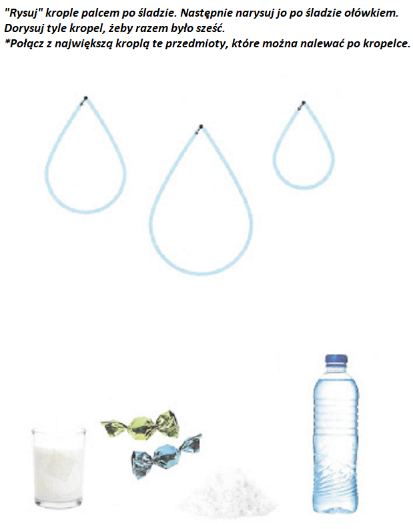 "Rysuj" krople palcem po śladzie. Następnie narysuj jo po śladzie ołówkiem.
Dorysuj tyle kropel, żeby razem było sześć.
*Połącz z największą kroplą te przedmioty, które można nalewać po kropelce.